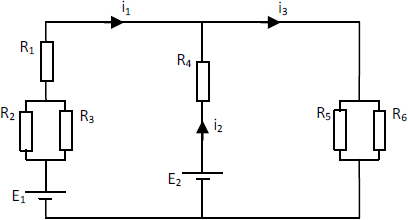 i₁ i₃
R₁
R₄
R₂ R₃ R₅ R₆
i₂
E₂
E₁